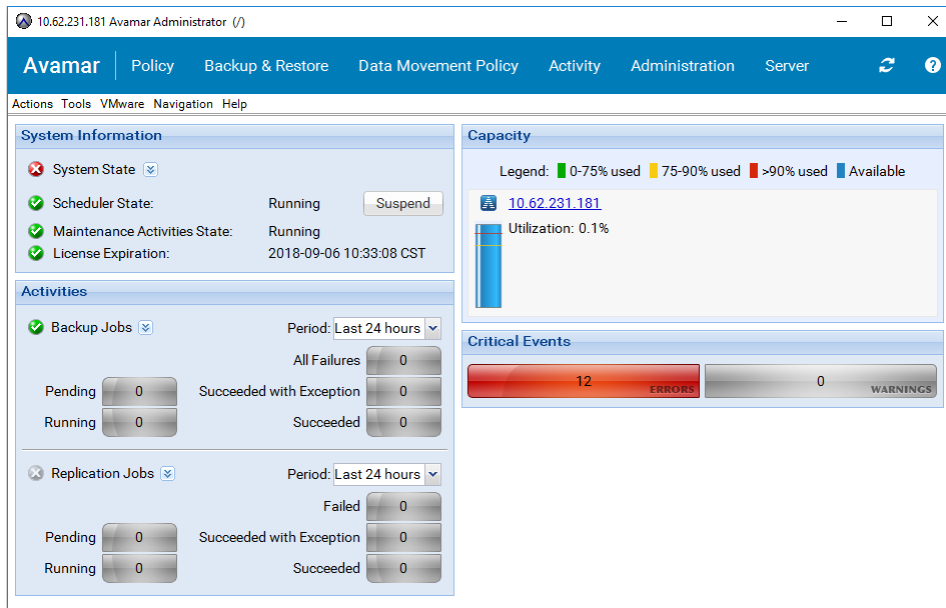 10.62.231.181 Avamar Administrator (/)
Avamar Policy Backup & Restore Data Movement Policy Activity Administration Server ?
Actions Tools VMware Navigation Help
System Information
System State
Scheduler State: Running Suspend
Maintenance Activities State: Running
License Expiration: 2018-09-06 10:33:08 CST
Activities
Backup Jobs Period: Last 24 hours
All Failures 0
Pending 0 Succeeded with Exception 0
Running 0 Succeeded 0
Replication Jobs Period: Last 24 hours
Failed 0
Pending 0 Succeeded with Exception 0
Running 0 Succeeded 0
Capacity
Legend: 0-75% used 75-90% used >90% used Available
10.62.231.181
Utilization: 0.1%
Critical Events
12 ERRORS 0 WARNINGS